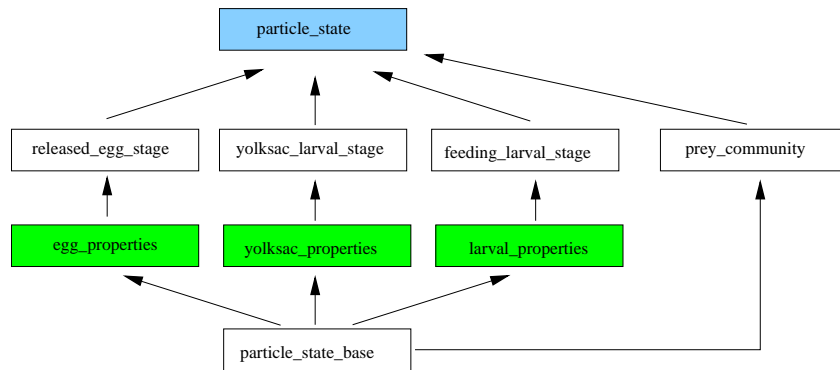 particle_state
released_egg_stage
yolksac_larval_stage
feeding_larval_stage
prey_community
egg_properties
yolksac_properties
larval_properties
particle_state_base